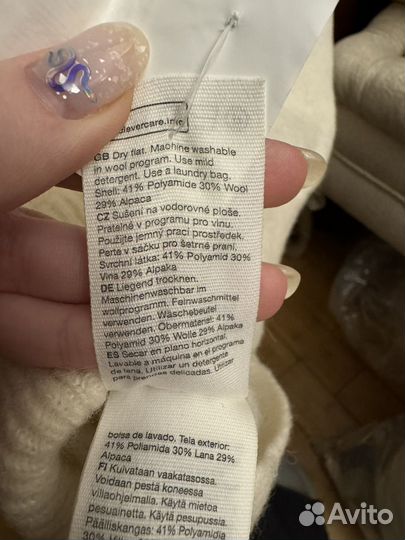 clevercare.info
GB Dry flat. Machine washable
in wool program. Use mild
detergent. Use a laundry bag.
Shell: 41% Polyamide 30% Wool
29% Alpaca
CZ Sušení na vodorovné ploše.
Pratelné v programu pro vlnu.
Použijte jemný prací prostředek.
Perte v sáčku pro šetrné praní.
Svrchní látka: 41% Polyamid 30%
Vlna 29% Alpaka
DE Liegend trocknen.
Maschinenwaschbar im
wollprogramm. Feinwaschmittel
verwenden. Wäschebeutel
verwenden. Obermaterial: 41%
Polyamid 30% Wolle 29% Alpaka
ES Secar en plano horizontal.
Lavable a máquina en el programa
de lana. Utilizar un detergente
para prendas delicadas. Utilizar
bolsa de lavado. Tela exterior:
41% Poliamida 30% Lana 29%
Alpaca
FI Kuivataan vaakatasossa.
Voidaan pestä koneessa
villaohjelmalla. Käytä mietoa
pesuainetta. Käytä pesupussia.
Päälliskangas: 41% Polyamidi
30%
Avito